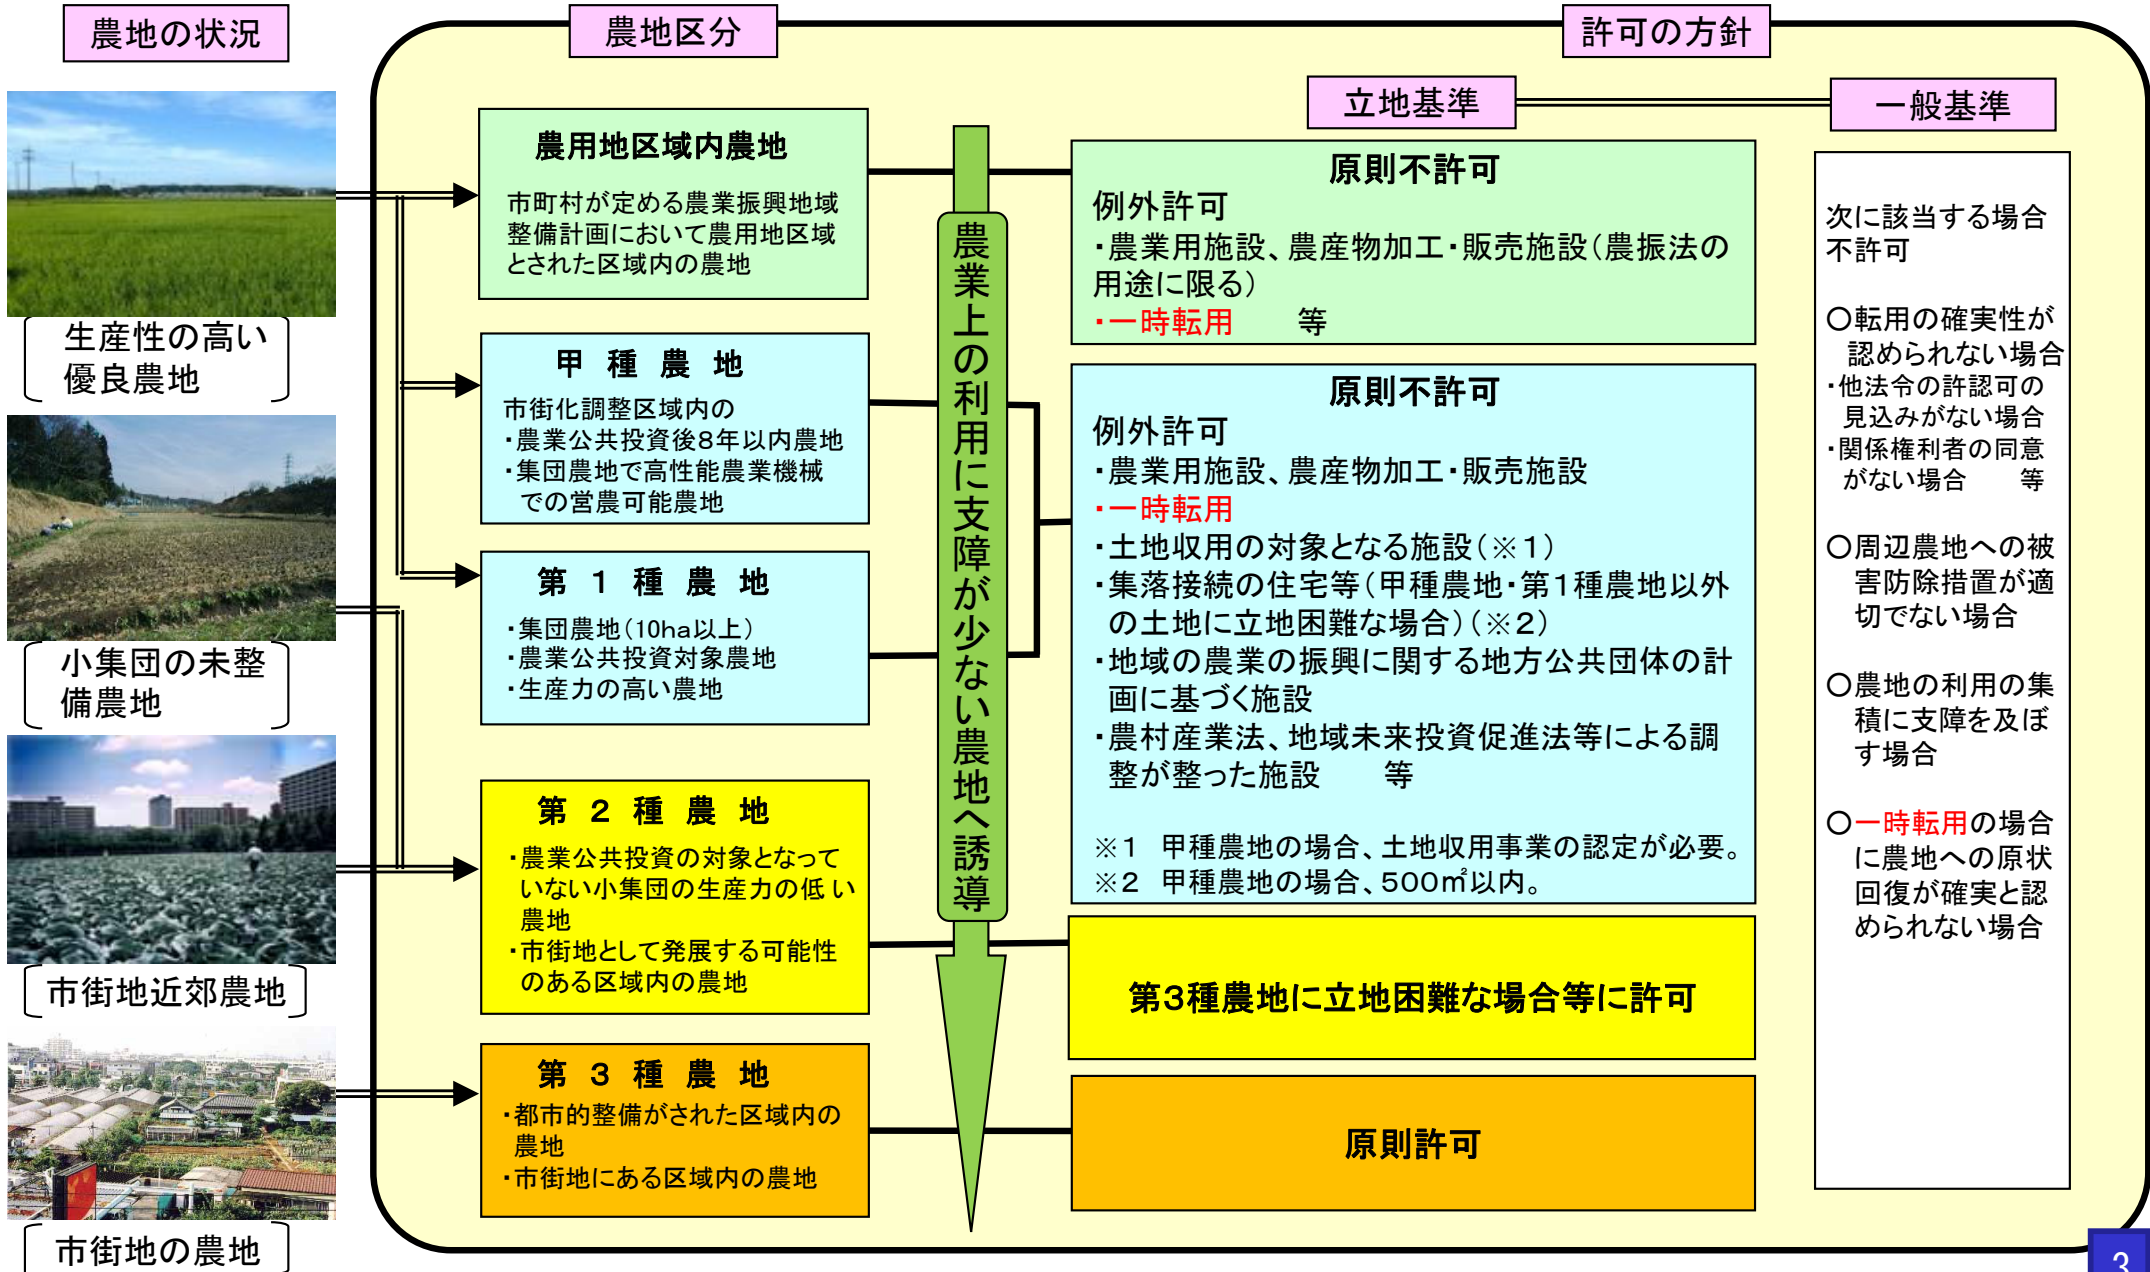 農地の状況
農地区分
許可の方針
立地基準
一般基準
生産性の高い
優良農地
小集団の未整
備農地
市街地近郊農地
市街地の農地
農用地区域内農地
市町村が定める農業振興地域
整備計画において農用地区域
とされた区域内の農地
甲 種 農 地
市街化調整区域内の
・農業公共投資後8年以内農地
・集団農地で高性能農業機械
での営農可能農地
第 1 種 農 地
・集団農地(10ha以上)
・農業公共投資対象農地
・生産力の高い農地
第 2 種 農 地
・農業公共投資の対象となって
いない小集団の生産力の低い
農地
・市街地として発展する可能性
のある区域内の農地
第 3 種 農 地
・都市的整備がされた区域内の
農地
・市街地にある区域内の農地
農業上の利用に支障が少ない農地へ誘導
原則不許可
例外許可
・農業用施設、農産物加工・販売施設(農振法の
用途に限る)
・一時転用 等
原則不許可
例外許可
・農業用施設、農産物加工・販売施設
・一時転用
・土地収用の対象となる施設(※1)
・集落接続の住宅等(甲種農地・第1種農地以外
の土地に立地困難な場合)(※2)
・地域の農業の振興に関する地方公共団体の計
画に基づく施設
・農村産業法、地域未来投資促進法等による調
整が整った施設 等
※1 甲種農地の場合、土地収用事業の認定が必要。
※2 甲種農地の場合、500㎡以内。
第3種農地に立地困難な場合等に許可
原則許可
次に該当する場合
不許可
○転用の確実性が
認められない場合
・他法令の許認可の
見込みがない場合
・関係権利者の同意
がない場合 等
○周辺農地への被
害防除措置が適
切でない場合
○農地の利用の集
積に支障を及ぼ
す場合
○一時転用の場合
に農地への原状
回復が確実と認
められない場合
3